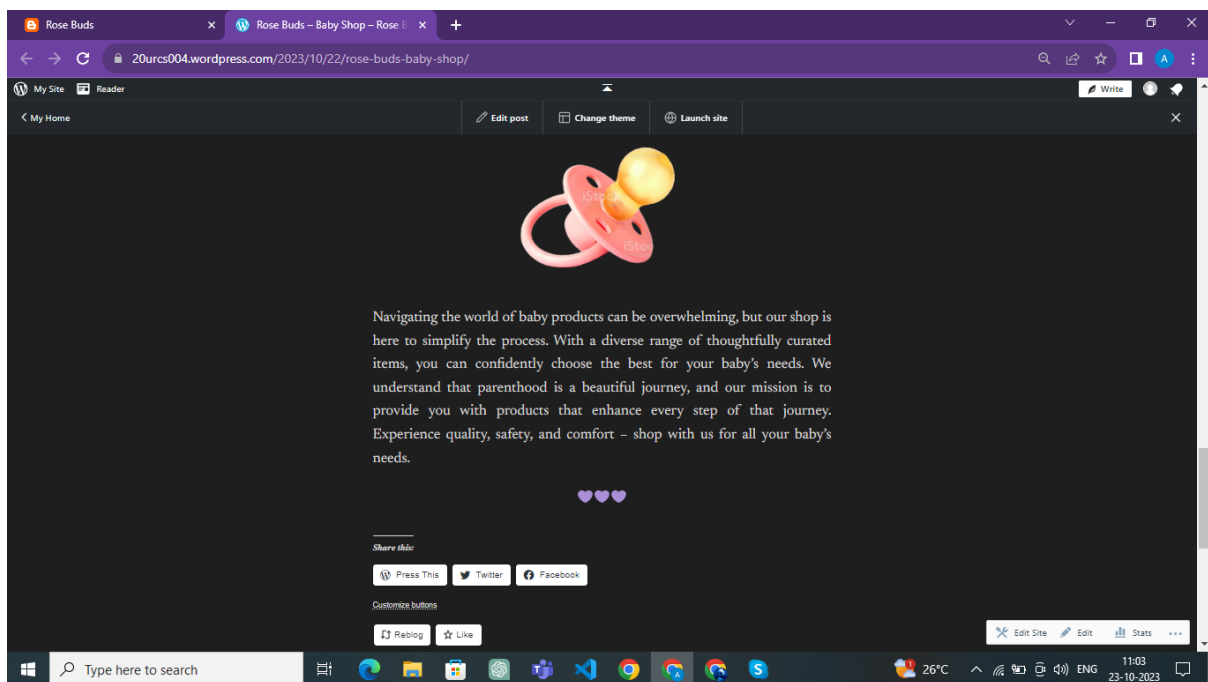 Rose Buds
Rose Buds – Baby Shop – Rose B
20urcs004.wordpress.com/2023/10/22/rose-buds-baby-shop/
A
My Site Reader Write
My Home Edit post Change theme Launch site
iStock
iStock
Navigating the world of baby products can be overwhelming, but our shop is
here to simplify the process. With a diverse range of thoughtfully curated
items, you can confidently choose the best for your baby's needs. We
understand that parenthood is a beautiful journey, and our mission is to
provide you with products that enhance every step of that journey.
Experience quality, safety, and comfort – shop with us for all your baby's
needs.
Share this:
Press This Twitter Facebook
Customize buttons
Reblog Like
Edit Site Edit Stats
Type here to search
26°C ENG
11:03
23-10-2023